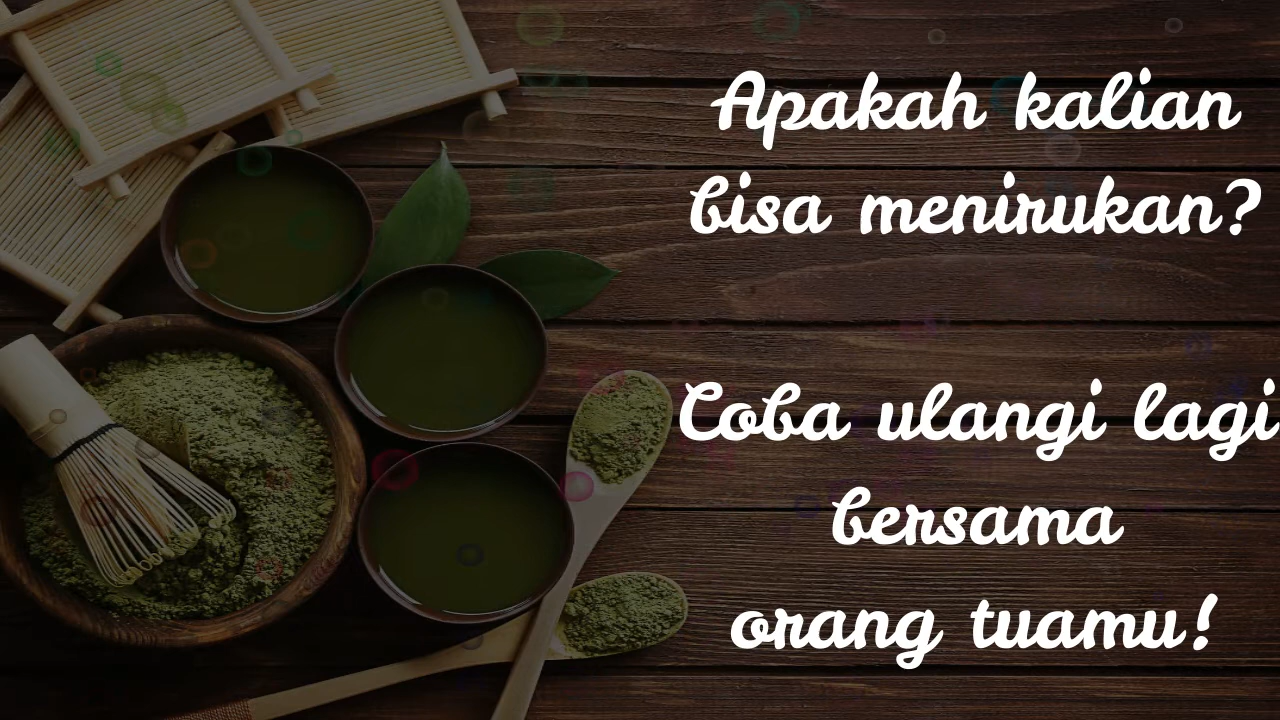 Apakah kalian
bisa menirukan?
Coba ulangi lagi
bersama
orang tuamu!